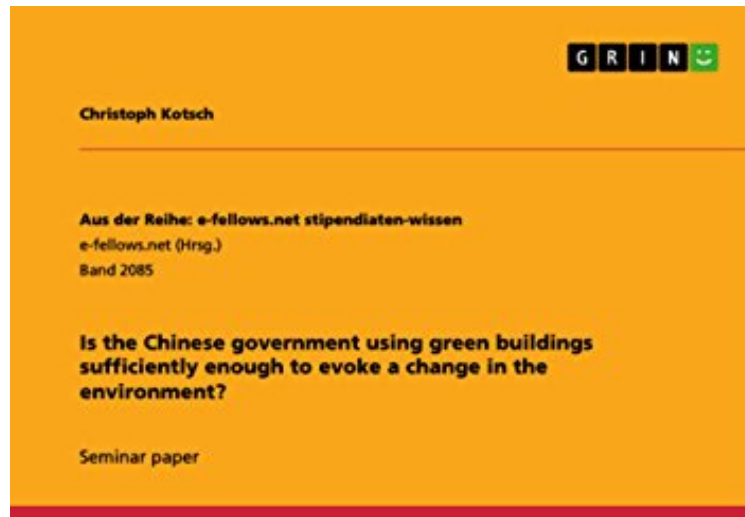 GRIN
Christoph Kotsch
Aus der Reihe: e-fellows.net stipendiaten-wissen
e-fellows.net (Hrsg.)
Band 2085
Is the Chinese government using green buildings
sufficiently enough to evoke a change in the
environment?
Seminar paper